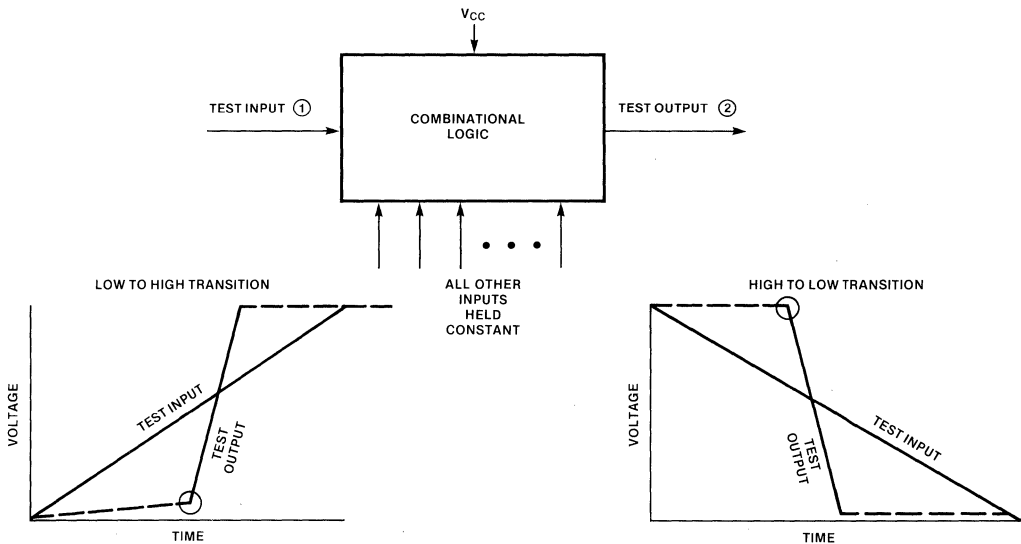 VCC
TEST INPUT ①
COMBINATIONAL
LOGIC
TEST OUTPUT ②
LOW TO HIGH TRANSITION
ALL OTHER
INPUTS
HELD
CONSTANT
HIGH TO LOW TRANSITION
VOLTAGE
TEST INPUT
TEST
OUTPUT
TIME
VOLTAGE
TEST INPUT
TEST
OUTPUT
TIME